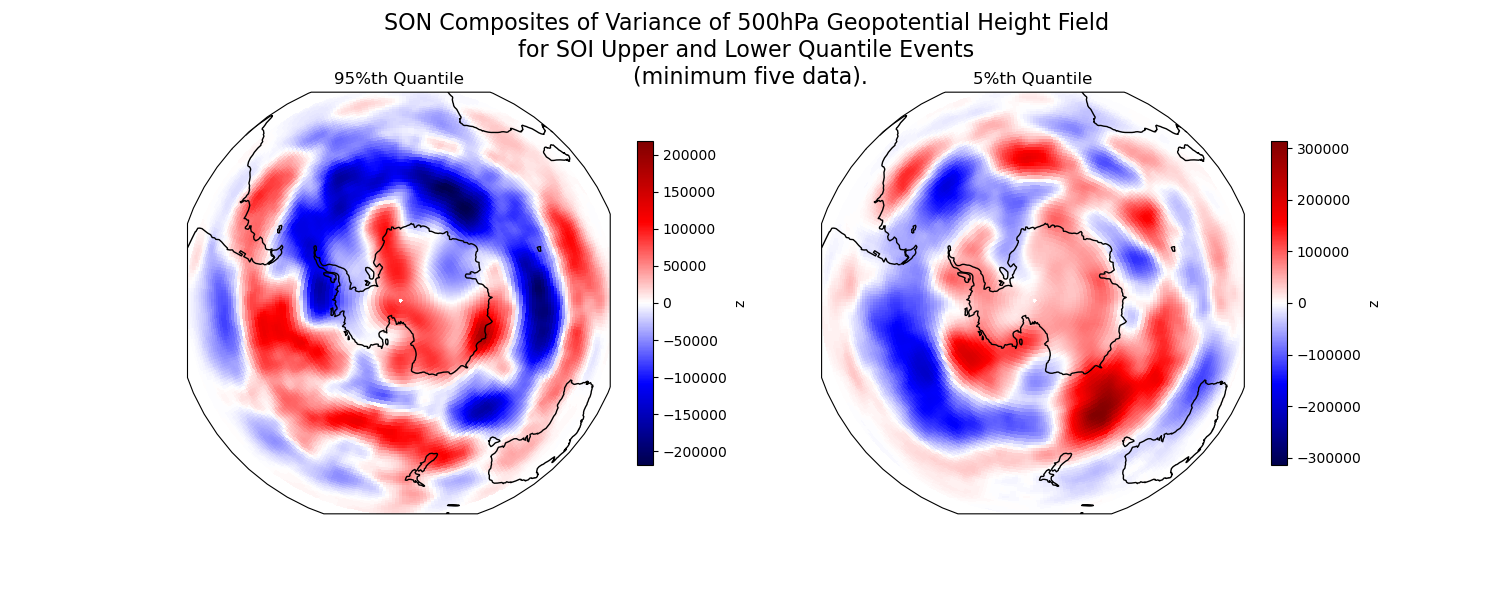 SON Composites of Variance of 500hPa Geopotential Height Field
for SOI Upper and Lower Quantile Events
(minimum five data).
95%th Quantile
5%th Quantile
200000
150000
100000
50000
0
−50000
−100000
−150000
−200000
z
300000
200000
100000
0
−100000
−200000
−300000
z